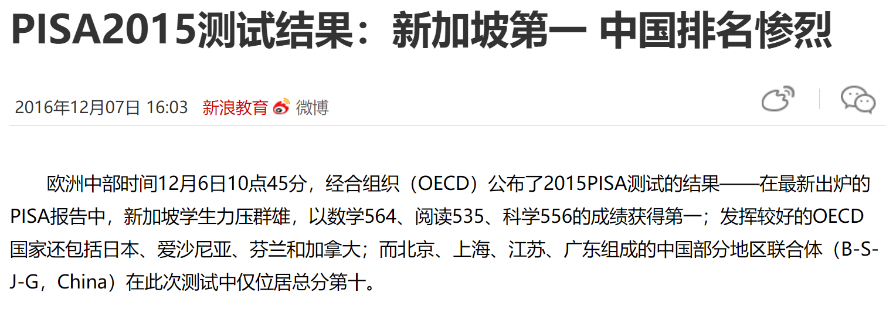 PISA2015测试结果：新加坡第一 中国排名惨烈
2016年12月07日 16:03 新浪教育 微博
欧洲中部时间12月6日10点45分，经合组织（OECD）公布了2015PISA测试的结果——在最新出炉的
PISA报告中，新加坡学生力压群雄，以数学564、阅读535、科学556的成绩获得第一；发挥较好的OECD
国家还包括日本、爱沙尼亚、芬兰和加拿大；而北京、上海、江苏、广东组成的中国部分地区联合体（B-S-
J-G，China）在此次测试中仅位居总分第十。